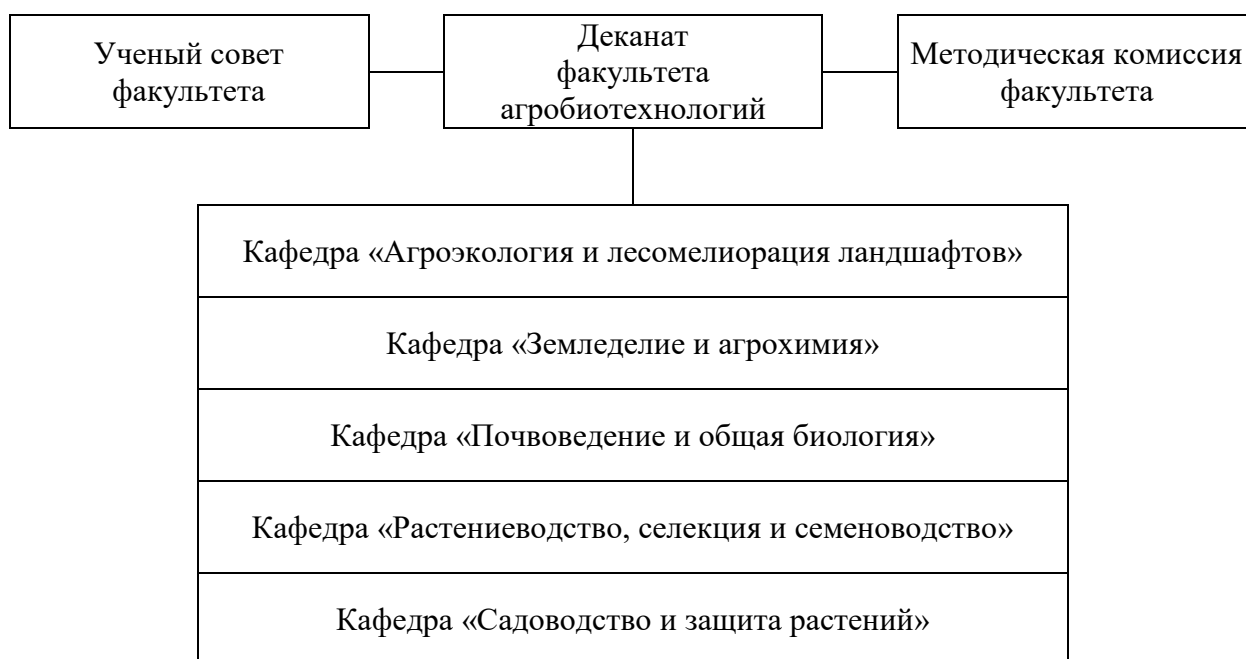 Ученый совет
факультета
Деканат
факультета
агробиотехнологий
Методическая комиссия
факультета
Кафедра «Агроэкология и лесомелиорация ландшафтов»
Кафедра «Земледелие и агрохимия»
Кафедра «Почвоведение и общая биология»
Кафедра «Растениеводство, селекция и семеноводство»
Кафедра «Садоводство и защита растений»